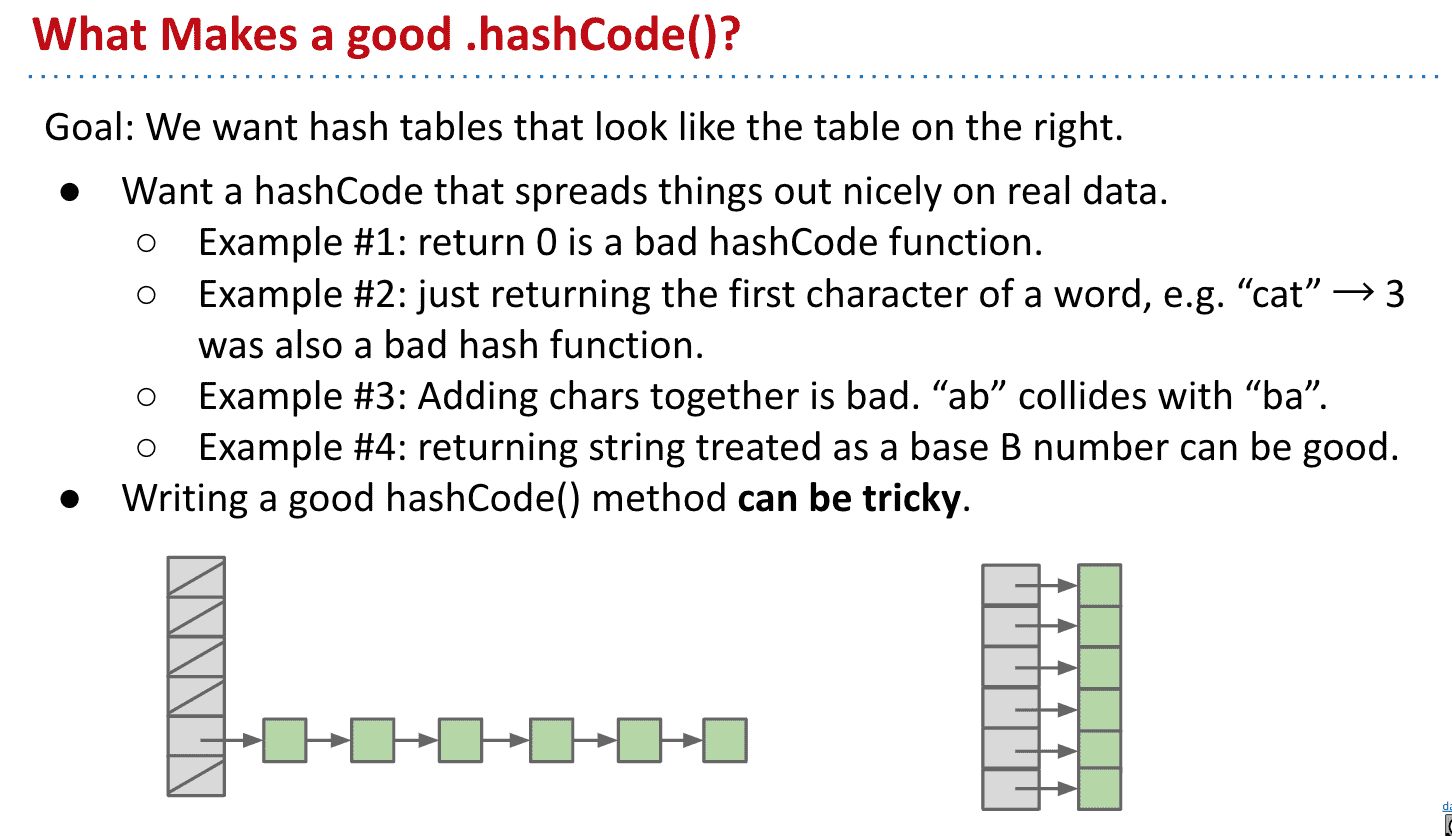 What Makes a good .hashCode()?
Goal: We want hash tables that look like the table on the right.
● Want a hashCode that spreads things out nicely on real data.
○ Example #1: return 0 is a bad hashCode function.
○ Example #2: just returning the first character of a word, e.g. “cat” → 3
was also a bad hash function.
○ Example #3: Adding chars together is bad. “ab” collides with “ba”.
○ Example #4: returning string treated as a base B number can be good.
● Writing a good hashCode() method can be tricky.